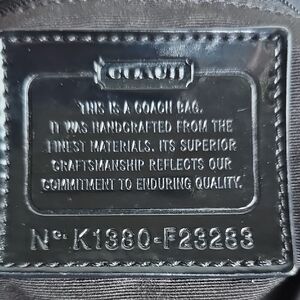 COACH
THIS IS A COACH BAG.
IT WAS HANDCRAFTED FROM THE
FINEST MATERIALS. ITS SUPERIOR
CRAFTSMANSHIP REFLECTS OUR
COMMITMENT TO ENDURING QUALITY.
Nº K1380-F23283